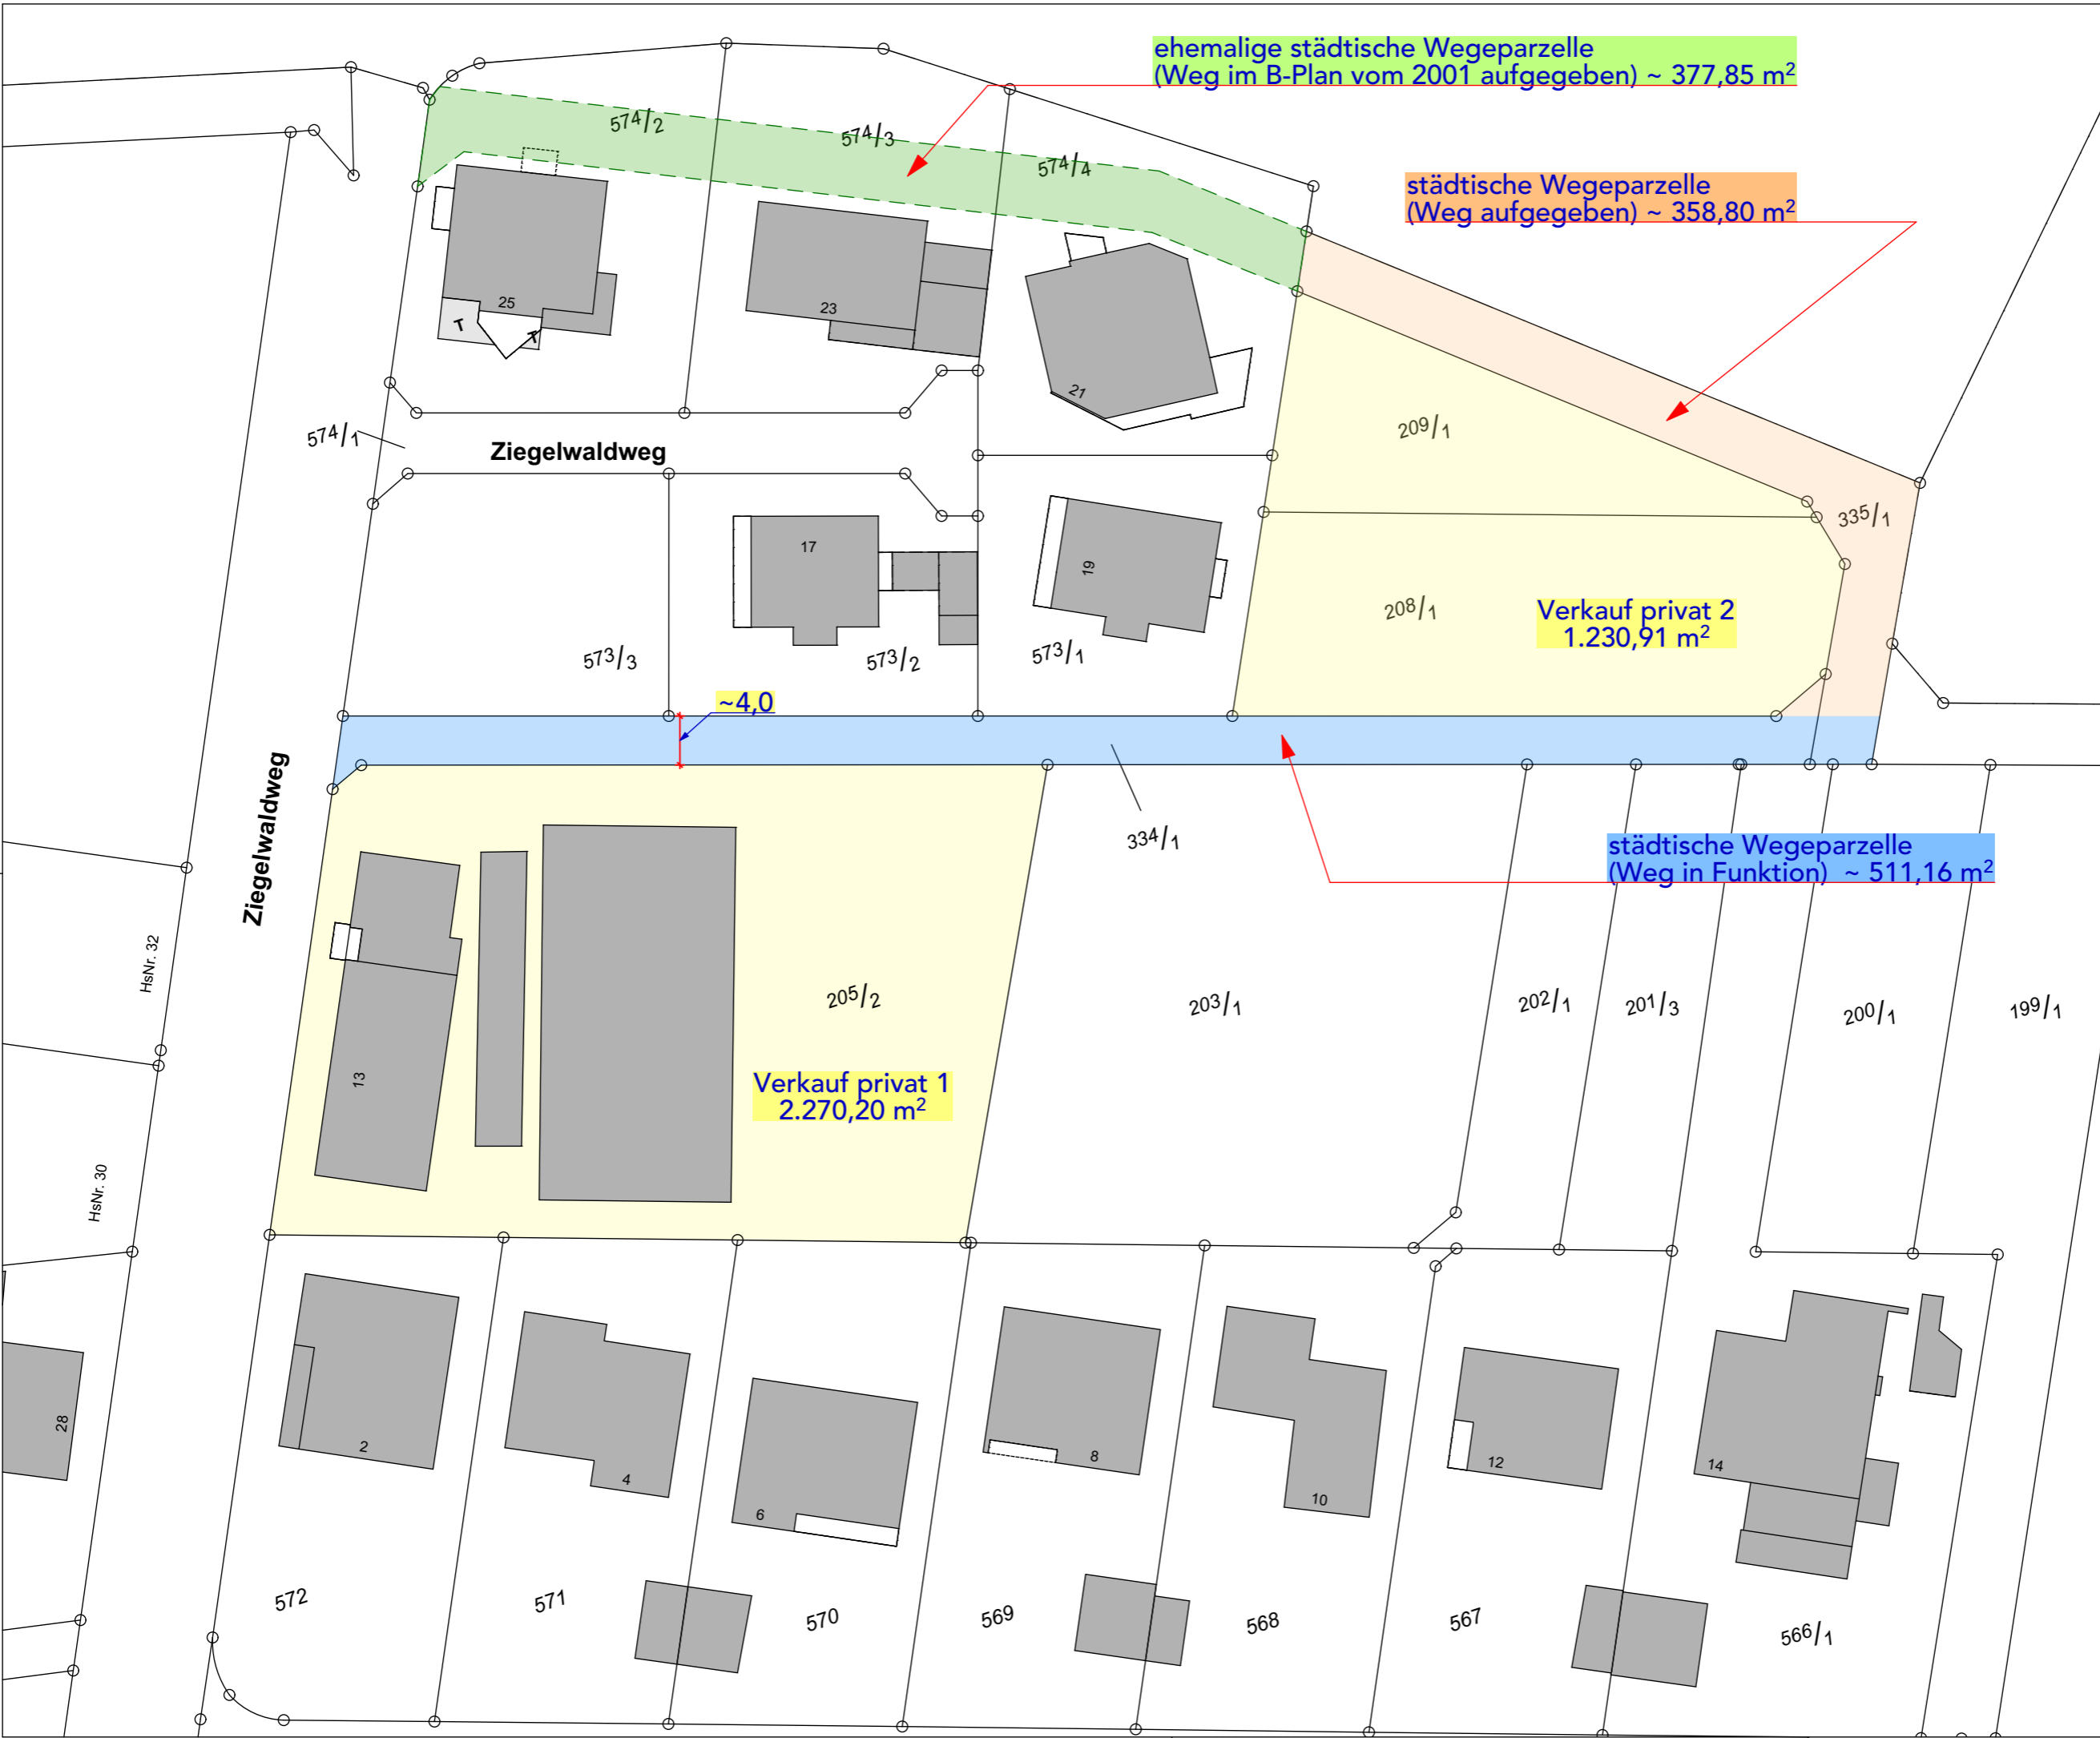 ehemalige städtische Wegeparzelle
(Weg im B-Plan vom 2001 aufgegeben) ~ 377,85 m²
574/2
574/3
574/4
städtische Wegeparzelle
(Weg aufgegeben) ~ 358,80 m²
25
T
T
23
21
574/1
Ziegelwaldweg
209/1
335/1
17
19
208/1
Verkauf privat 2
1.230,91 m²
573/3
573/2
573/1
~4,0
Ziegelwaldweg
334/1
städtische Wegeparzelle
(Weg in Funktion) ~ 511,16 m²
HsNr. 32
205/2
203/1
202/1
201/3
200/1
199/1
13
Verkauf privat 1
2.270,20 m²
HsNr. 30
28
2
4
6
8
10
12
14
572
571
570
569
568
567
566/1